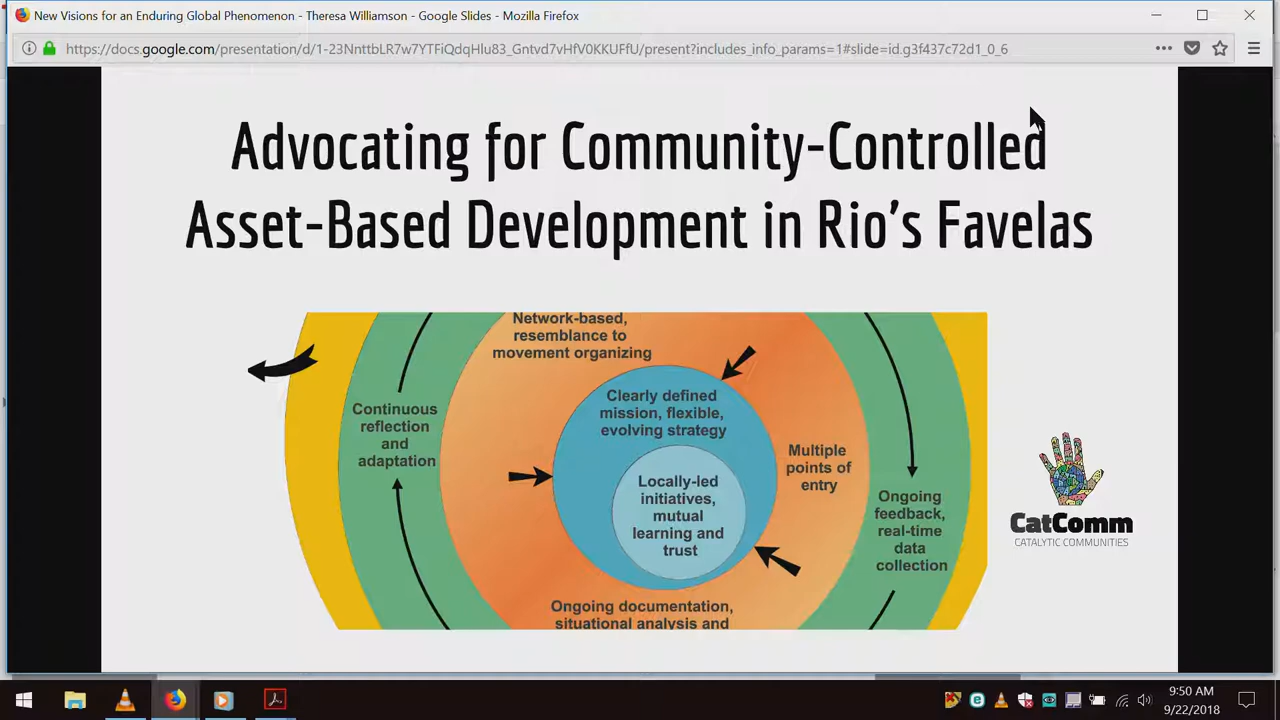 New Visions for an Enduring Global Phenomenon - Theresa Williamson - Google Slides - Mozilla Firefox
https://docs.google.com/presentation/d/1-23NnttbLR7w7YTFiQdqHlu83_Gntvd7vHfV0KKUFfU/present?includes_info_params=1#slide=id.g3f437c72d1_0_6
Advocating for Community-Controlled
Asset-Based Development in Rio's Favelas
Network-based,
resemblance to
movement organizing
Clearly defined
mission, flexible,
evolving strategy
Continuous
reflection
and
adaptation
Multiple
points of
entry
Locally-led
initiatives,
mutual
learning and
trust
Ongoing
feedback,
real-time
data
collection
CatComm
CATALYTIC COMMUNITIES
Ongoing documentation,
situational analysis and
9:50 AM
9/22/2018